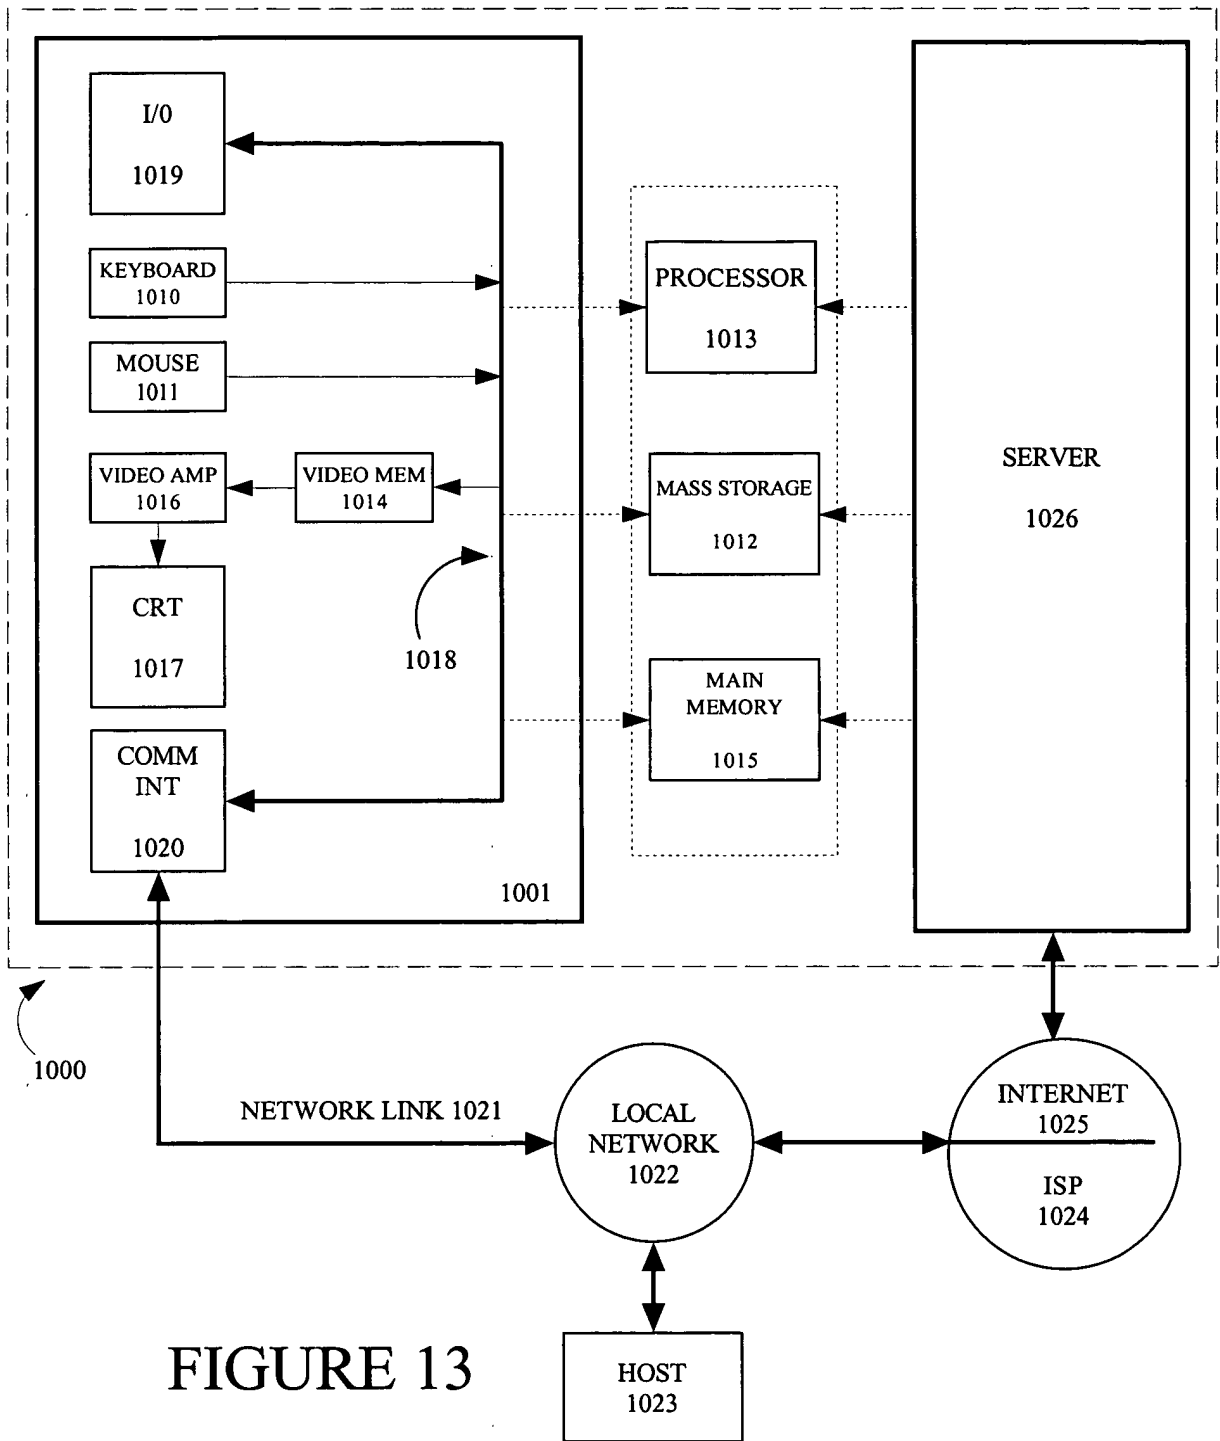 I/0
1019
KEYBOARD
1010
MOUSE
1011
VIDEO AMP
1016
VIDEO MEM
1014
CRT
1017
1018
COMM
INT
1020
1001
PROCESSOR
1013
MASS STORAGE
1012
MAIN
MEMORY
1015
SERVER
1026
1000
NETWORK LINK 1021
LOCAL
NETWORK
1022
INTERNET
1025
ISP
1024
HOST
1023
FIGURE 13